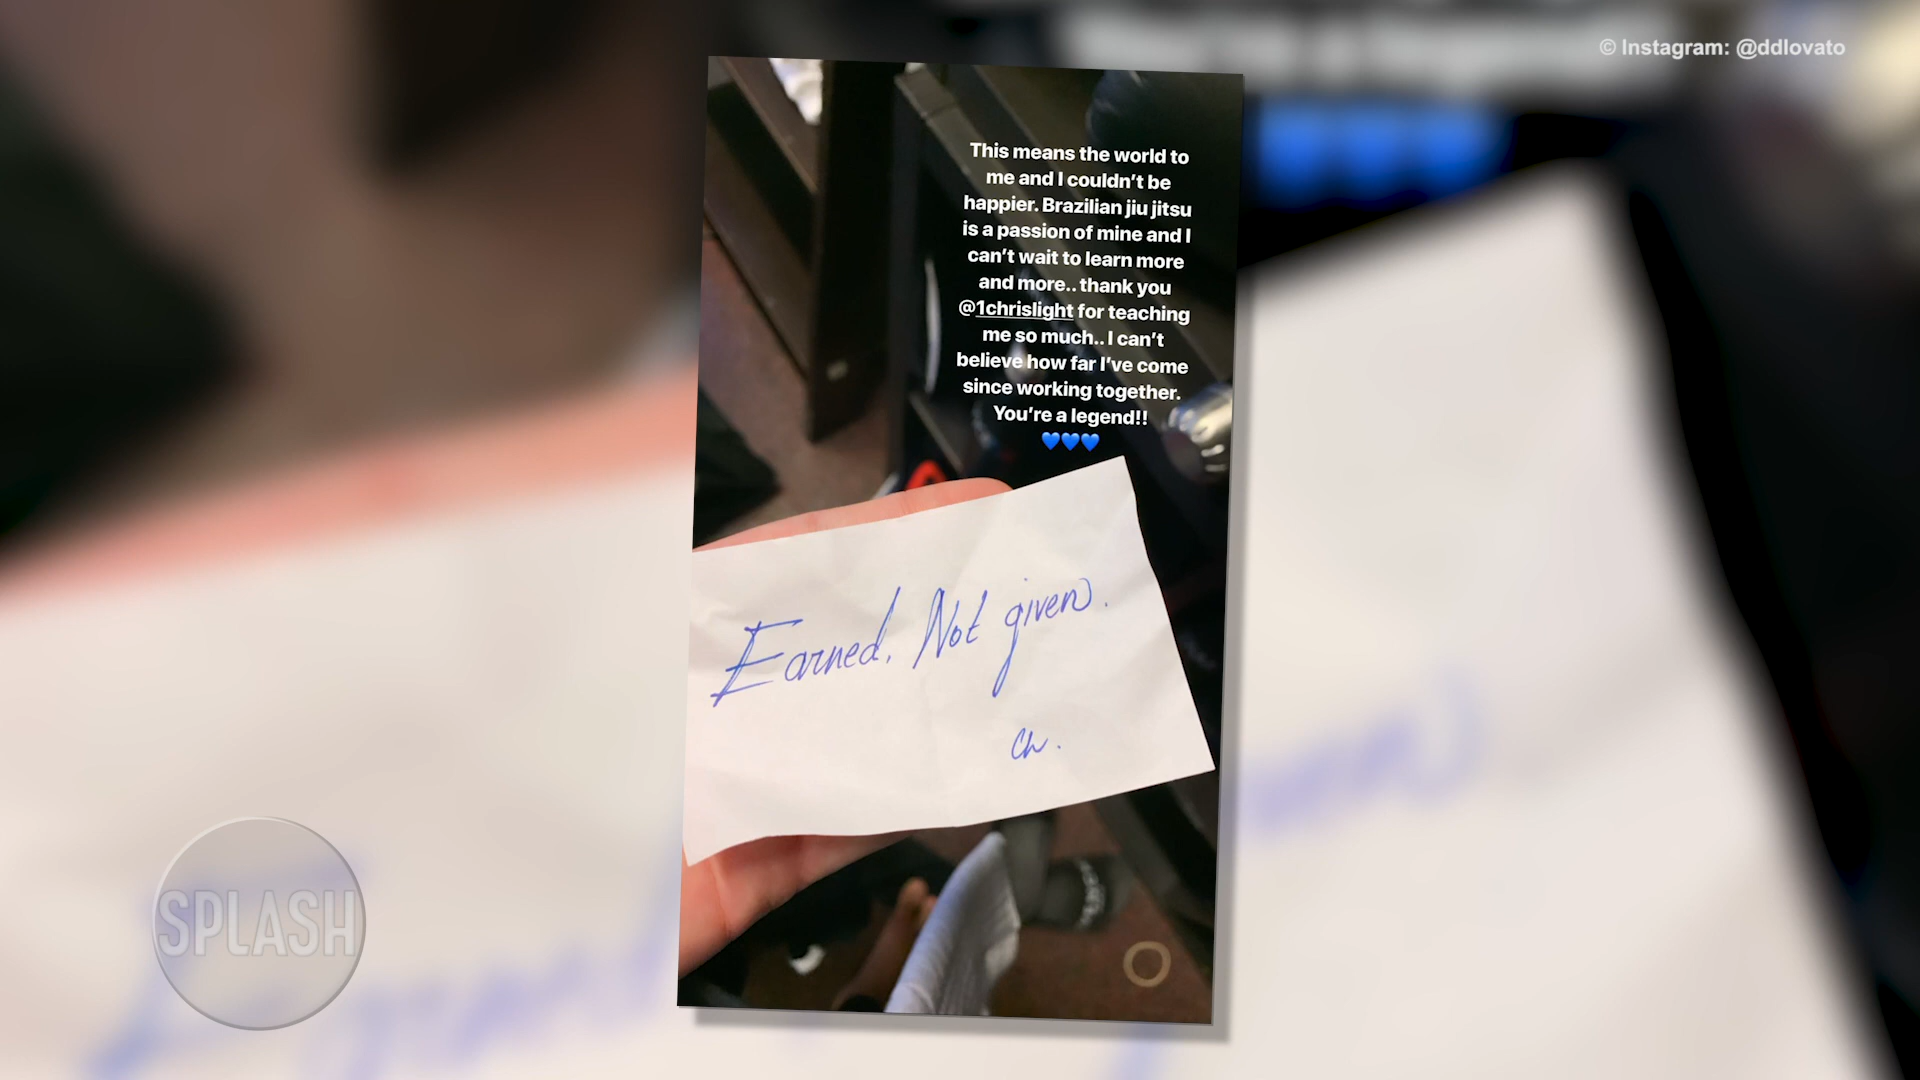 © Instagram: @ddlovato
This means the world to
me and I couldn't be
happier. Brazilian jiu jitsu
is a passion of mine and I
can't wait to learn more
and more.. thank you
@1chrislight for teaching
me so much.. I can't
believe how far I've come
since working together.
You're a legend!!
💙💙💙
Earned. Not given.
SPLASH